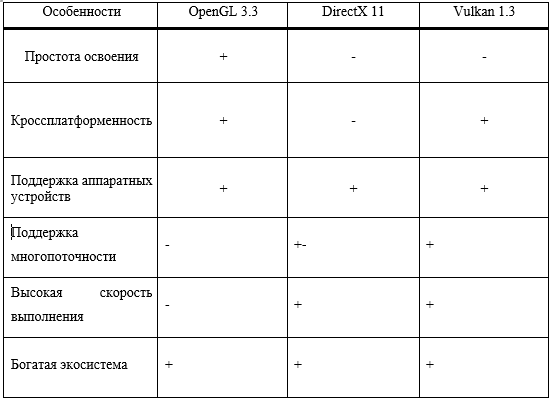 Особенности OpenGL 3.3 DirectX 11 Vulkan 1.3
Простота освоения + - -
Кроссплатформенность + - +
Поддержка аппаратных
устройств + + +
Поддержка
многопоточности - +- +
Высокая скорость
выполнения - + +
Богатая экосистема + + +